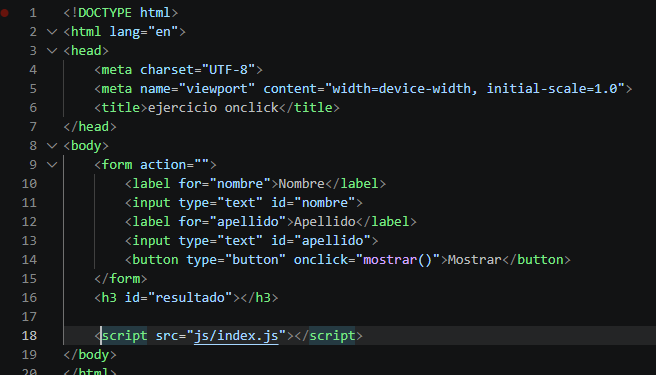 1 <!DOCTYPE html>
2 <html lang="en">
3 <head>
4 <meta charset="UTF-8">
5 <meta name="viewport" content="width=device-width, initial-scale=1.0">
6 <title>ejercicio onclick</title>
7 </head>
8 <body>
9 <form action="">
10 <label for="nombre">Nombre</label>
11 <input type="text" id="nombre">
12 <label for="apellido">Apellido</label>
13 <input type="text" id="apellido">
14 <button type="button" onclick="mostrar()">Mostrar</button>
15 </form>
16 <h3 id="resultado"></h3>
17
18 <script src="js/index.js"></script>
19 </body>
20 </html>